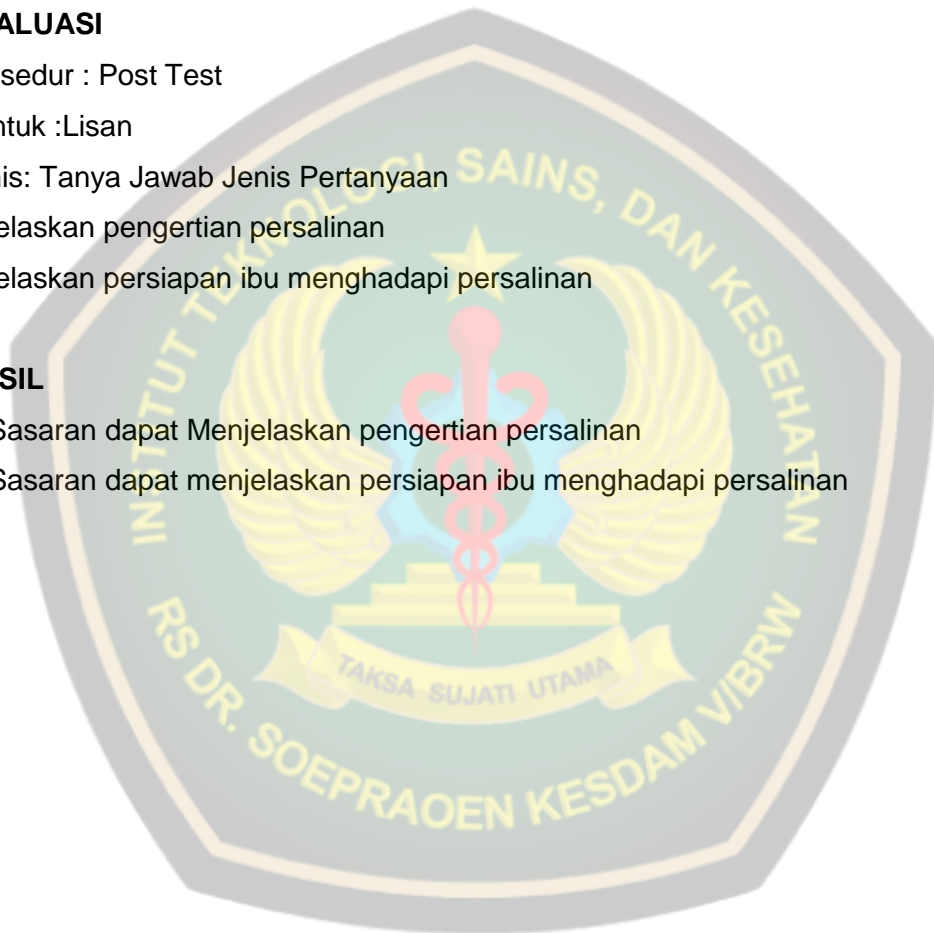 ALUASI
sedur : Post Test
ntuk :Lisan
nis: Tanya Jawab Jenis Pertanyaan
elaskan pengertian persalinan
elaskan persiapan ibu menghadapi persalinan
SIL
Sasaran dapat Menjelaskan pengertian persalinan
Sasaran dapat menjelaskan persiapan ibu menghadapi persalinan
INSTITUT TEKNOLOGI, SAINS, DAN KESEHATAN
TAKSA SUJATI UTAMA
RS DR. SOEPRAOEN KESDAM V/BRW